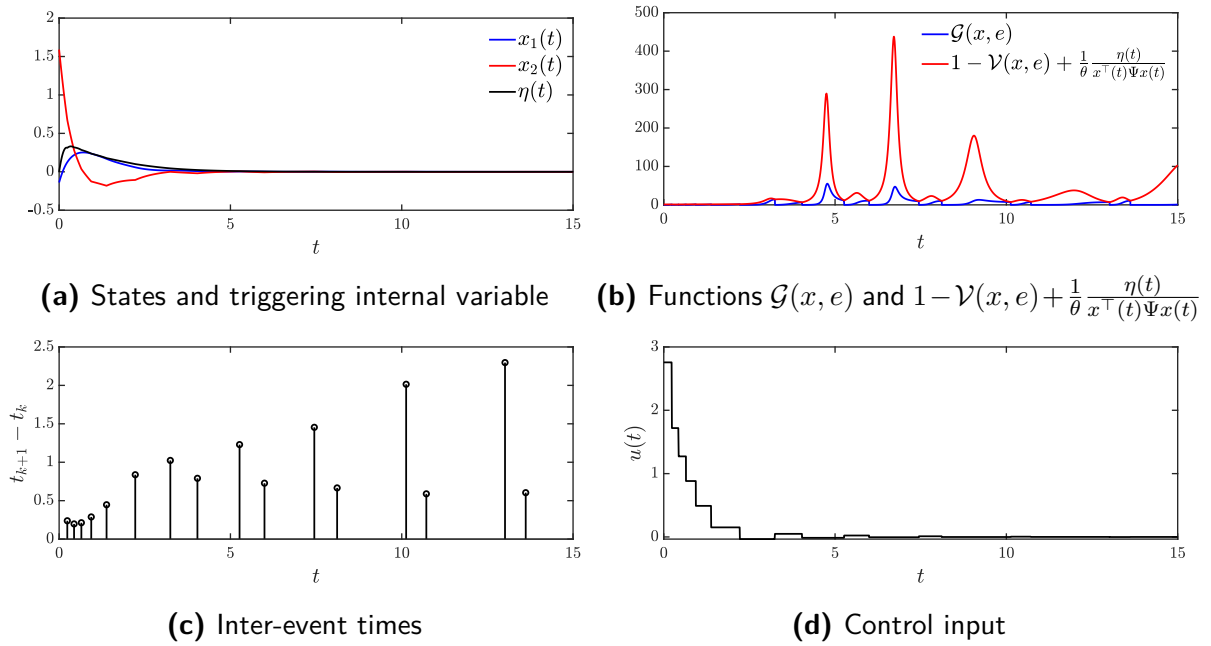 2
1.5
1
0.5
0
-0.5
0
5
10
15
t
x₁(t)
x₂(t)
η(t)
(a) States and triggering internal variable
500
400
300
200
100
0
0
5
10
15
t
𝒢(x, e)
1 − 𝒱(x, e) + 1/θ η(t)/x⊤(t)Ψx(t)
(b) Functions 𝒢(x, e) and 1−𝒱(x, e)+ 1/θ η(t)/x⊤(t)Ψx(t)
2.5
2
1.5
1
0.5
0
0
5
10
15
t
tₖ₊₁ − tₖ
(c) Inter-event times
3
2
1
0
0
5
10
15
t
u(t)
(d) Control input